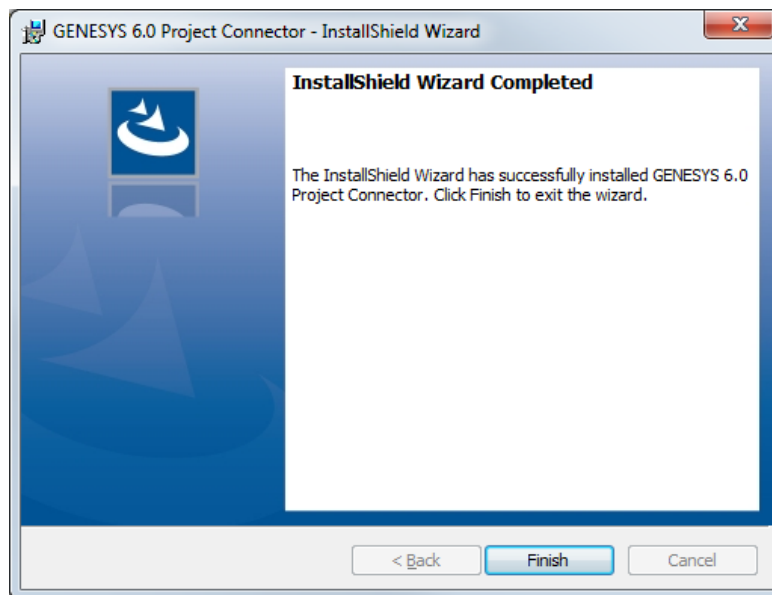 GENESYS 6.0 Project Connector - InstallShield Wizard
InstallShield Wizard Completed
The InstallShield Wizard has successfully installed GENESYS 6.0
Project Connector. Click Finish to exit the wizard.
< Back
Finish
Cancel